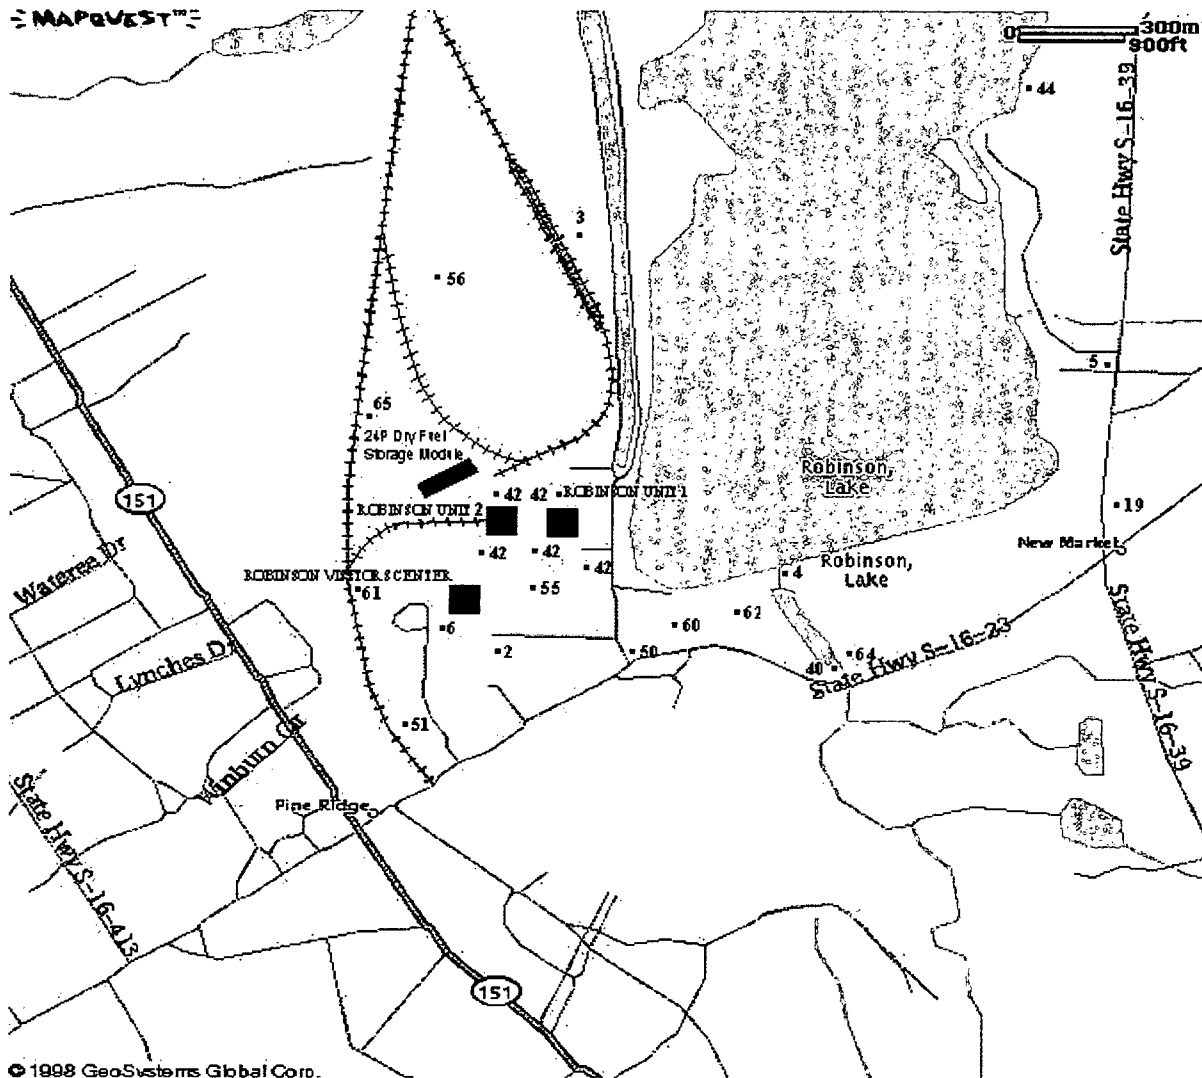 MAPQUEST™
0 300m
900ft
State Hwy S-16-39
44
3
56
5
65
24P Dry Fuel
Storage Module
Robinson,
Lake
151
42
42
ROBINSON UNIT 1
ROBINSON UNIT 2
19
New Market
42
42
42
Robinson,
Lake
Wateree Dr
ROBINSON VISITORS CENTER
61
55
4
6
62
60
2
50
64
40
State Hwy S-16-23
State Hwy S-16-39
Lynches Dr
51
Winburn Cir
Pine Ridge
State Hwy S-16-413
151
© 1998 GeoSystems Global Corp.